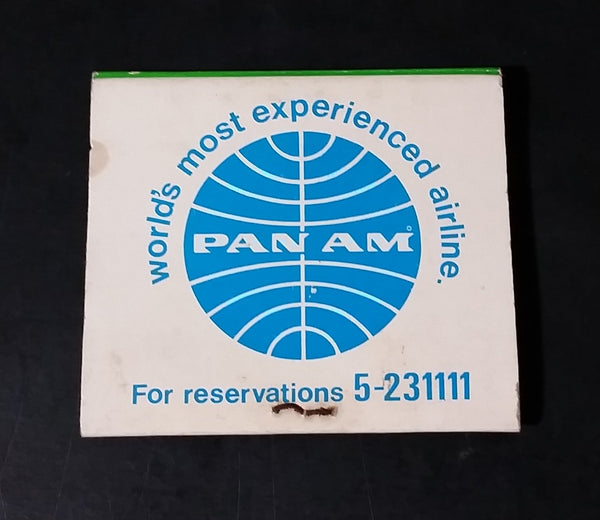 world's most experienced airline.
PAN AM
For reservations 5-231111